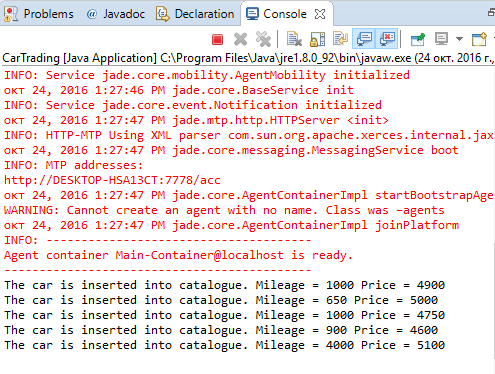 Problems @ Javadoc Declaration Console
CarTrading [Java Application] C:\Program Files\Java\jre1.8.0_92\bin\javaw.exe (24 окт. 2016 г.,
INFO: Service jade.core.mobility.AgentMobility initialized
окт 24, 2016 1:27:46 PM jade.core.BaseService init
INFO: Service jade.core.event.Notification initialized
окт 24, 2016 1:27:47 PM jade.mtp.http.HTTPServer <init>
INFO: HTTP-MTP Using XML parser com.sun.org.apache.xerces.internal.jax
окт 24, 2016 1:27:47 PM jade.core.messaging.MessagingService boot
INFO: MTP addresses:
http://DESKTOP-HSA13CT:7778/acc
окт 24, 2016 1:27:47 PM jade.core.AgentContainerImpl startBootstrapAge
WARNING: Cannot create an agent with no name. Class was -agents
окт 24, 2016 1:27:47 PM jade.core.AgentContainerImpl joinPlatform
INFO: --------------------------------------
Agent container Main-Container@localhost is ready.
--------------------------------------------
The car is inserted into catalogue. Mileage = 1000 Price = 4900
The car is inserted into catalogue. Mileage = 650 Price = 5000
The car is inserted into catalogue. Mileage = 1000 Price = 4750
The car is inserted into catalogue. Mileage = 900 Price = 4600
The car is inserted into catalogue. Mileage = 4000 Price = 5100